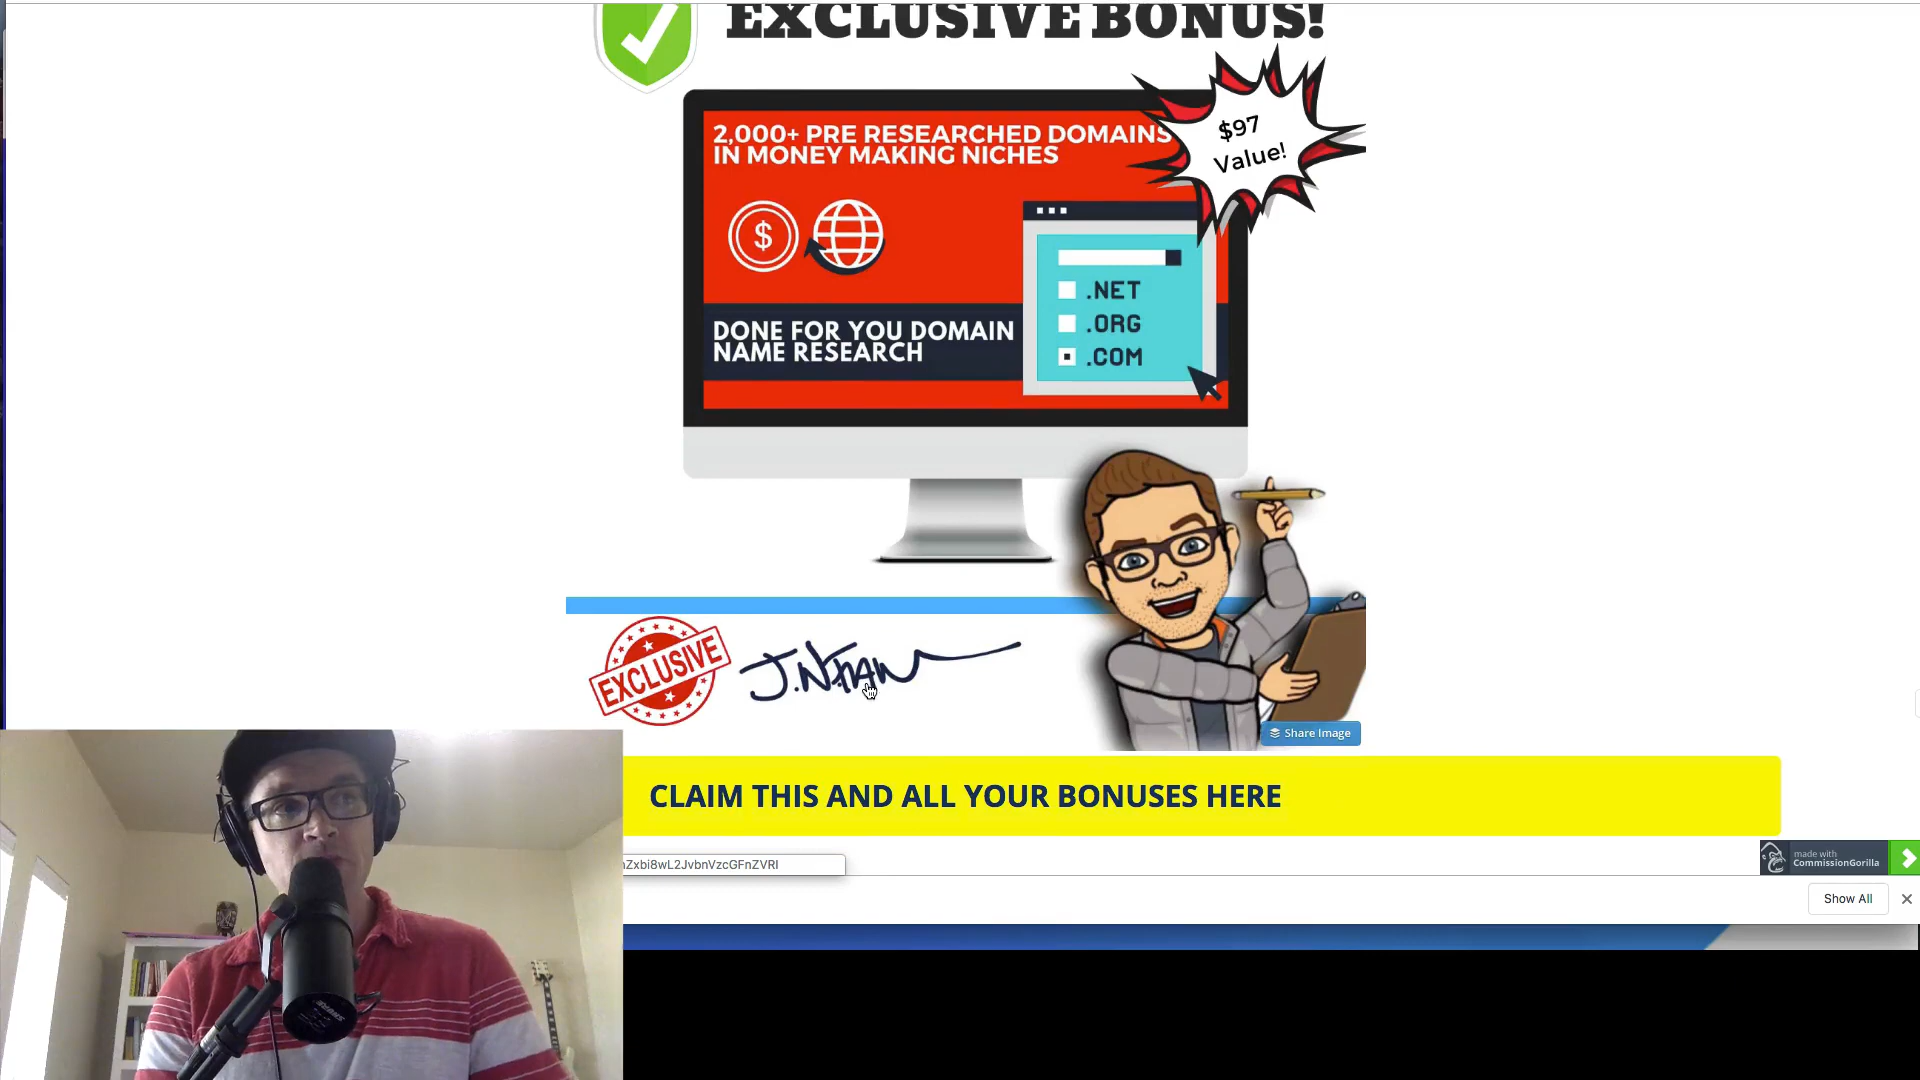 EXCLUSIVE BONUS!
$97
Value!
2,000+ PRE RESEARCHED DOMAINS
IN MONEY MAKING NICHES
$
.NET
.ORG
.COM
DONE FOR YOU DOMAIN
NAME RESEARCH
EXCLUSIVE
Share Image
CLAIM THIS AND ALL YOUR BONUSES HERE
made with
CommissionGorilla
nZxbi8wL2JvbnVzcGFnZVRI
Show All